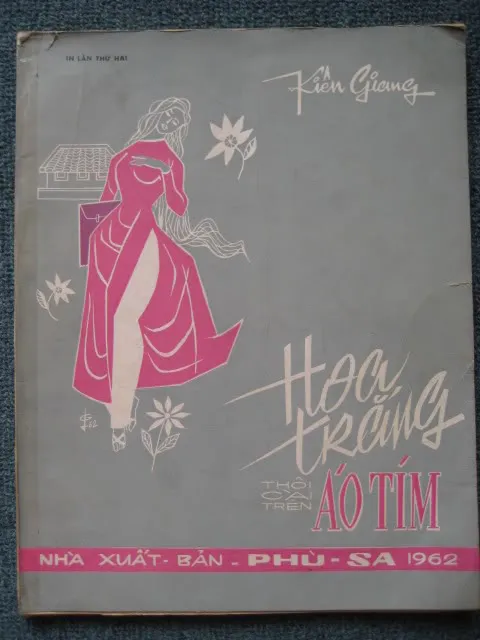 IN LẦN THỨ HAI
Kiên Giang
Hoa
trắng
THÔI
CÀI
TRÊN
ÁO TÍM
NHÀ XUẤT-BẢN - PHÙ-SA 1962